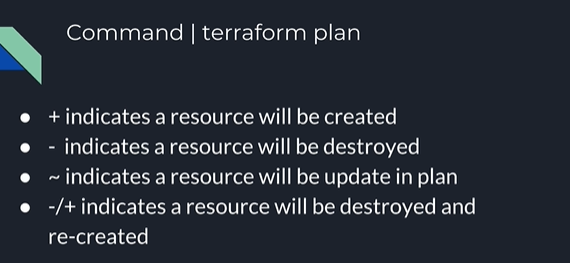 Command | terraform plan
● + indicates a resource will be created
● - indicates a resource will be destroyed
● ~ indicates a resource will be update in plan
● -/+ indicates a resource will be destroyed and
re-created